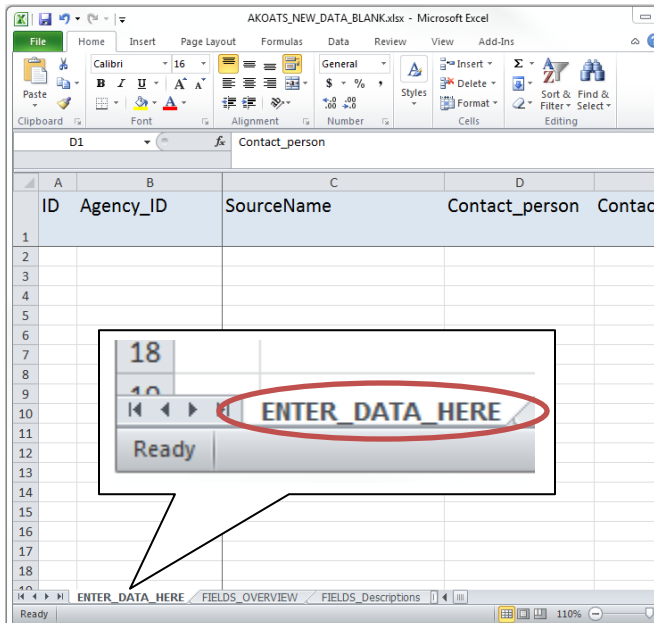 AKOATS_NEW_DATA_BLANK.xlsx - Microsoft Excel
File Home Insert Page Layout Formulas Data Review View Add-Ins
Paste
Calibri 16
B I U A A
A
General
$ % ,
.00 .00
Styles
Insert
Delete
Format
Σ
Sort & Filter
Find & Select
Clipboard Font Alignment Number Cells Editing
D1 fx Contact_person
A B C D
ID Agency_ID SourceName Contact_person Contac
1
2
3
4
5
6
7
8
9
10
11
12
13
14
15
16
17
18
18
ENTER_DATA_HERE
Ready
ENTER_DATA_HERE FIELDS_OVERVIEW FIELDS_Descriptions
Ready 110%